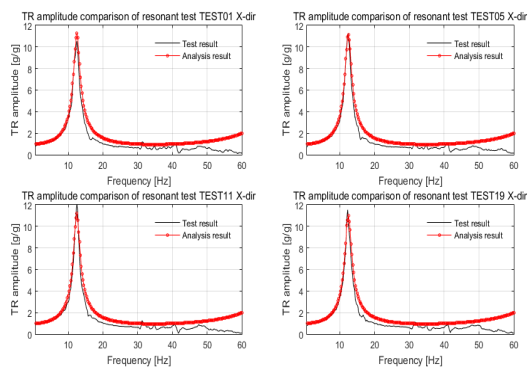 TR amplitude comparison of resonant test TEST01 X-dir
TR amplitude [g/g]
12
10
8
6
4
2
0
Test result
Analysis result
10 20 30 40 50 60
Frequency [Hz]
TR amplitude comparison of resonant test TEST05 X-dir
TR amplitude [g/g]
12
10
8
6
4
2
0
Test result
Analysis result
10 20 30 40 50 60
Frequency [Hz]
TR amplitude comparison of resonant test TEST11 X-dir
TR amplitude [g/g]
12
10
8
6
4
2
0
Test result
Analysis result
10 20 30 40 50 60
Frequency [Hz]
TR amplitude comparison of resonant test TEST19 X-dir
TR amplitude [g/g]
12
10
8
6
4
2
0
Test result
Analysis result
10 20 30 40 50 60
Frequency [Hz]